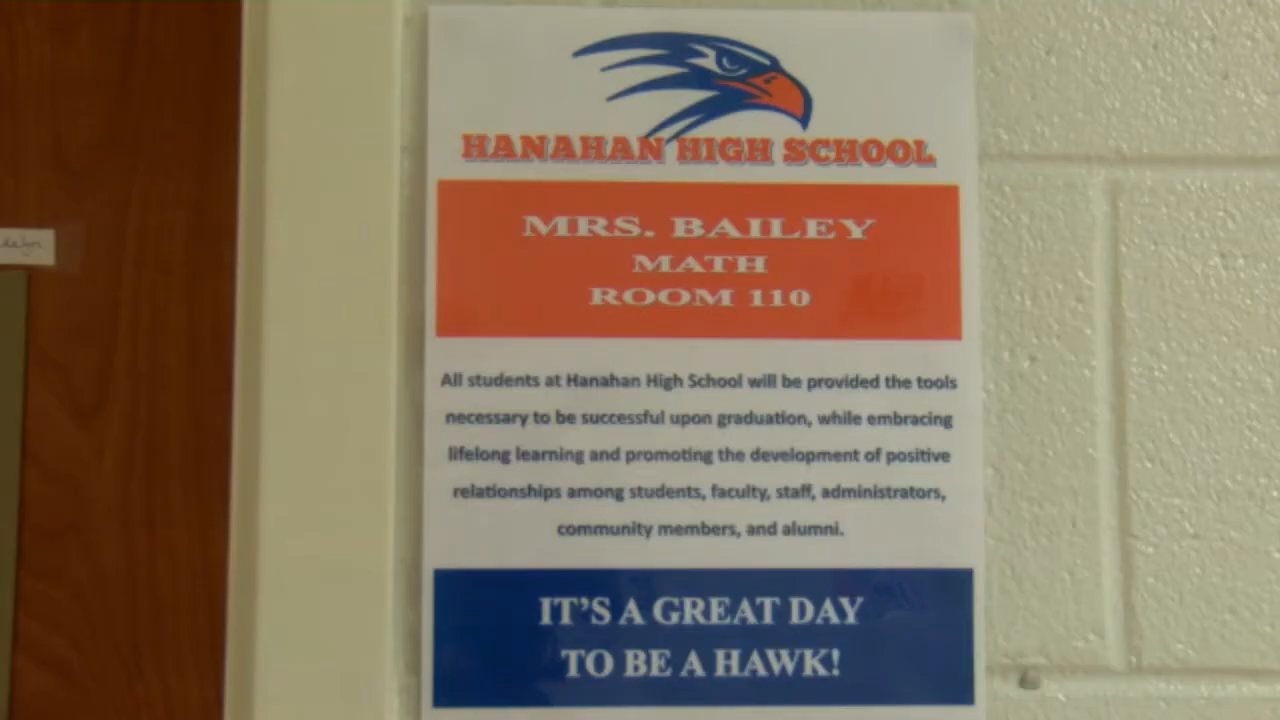 HANAHAN HIGH SCHOOL
MRS. BAILEY
MATH
ROOM 110
All students at Hanahan High School will be provided the tools
necessary to be successful upon graduation, while embracing
lifelong learning and promoting the development of positive
relationships among students, faculty, staff, administrators,
community members, and alumni.
IT'S A GREAT DAY
TO BE A HAWK!